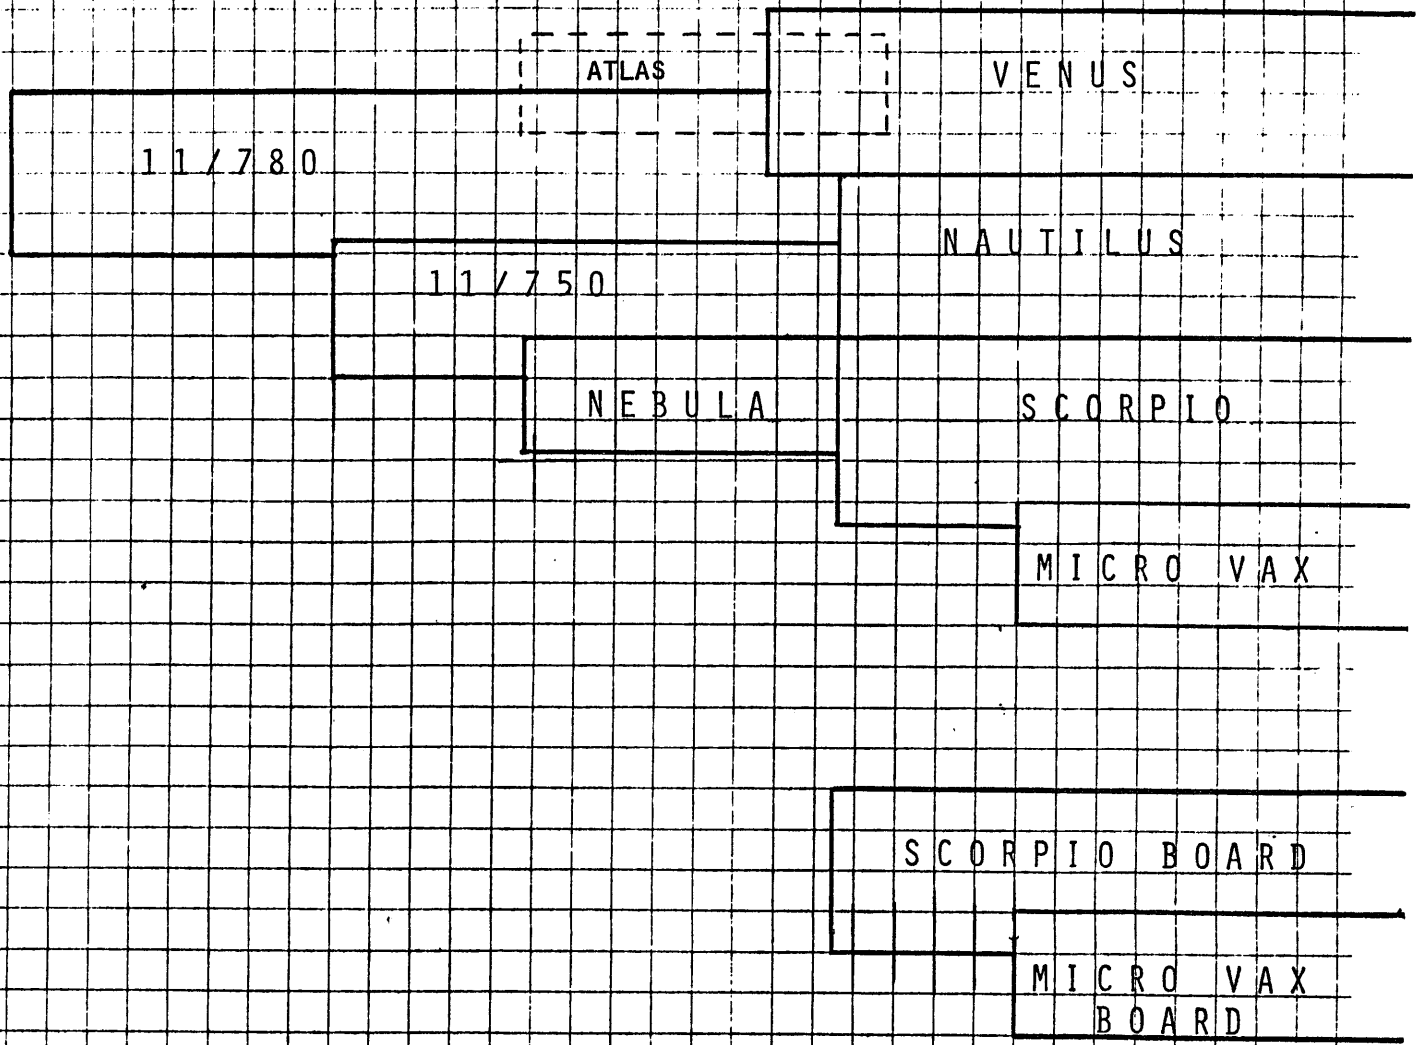 ATLAS
VENUS
11/780
NAUTILUS
11/750
NEBULA
SCORPIO
MICRO VAX
SCORPIO BOARD
MICRO VAX
BOARD